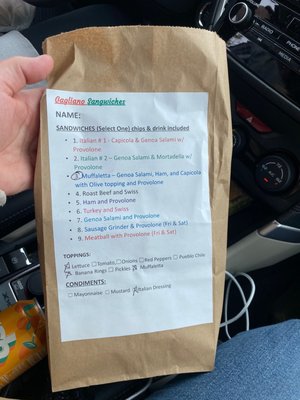 Gagliano Sandwiches
NAME:
SANDWICHES (Select One) chips & drink included
• 1. Italian # 1 - Capicola & Genoa Salami w/
Provolone
• 2. Italian # 2 – Genoa Salami & Mortadella w/
Provolone
• 3. Muffaletta – Genoa Salami, Ham, and Capicola
with Olive topping and Provolone
• 4. Roast Beef and Swiss
• 5. Ham and Provolone
• 6. Turkey and Swiss
• 7. Genoa Salami and Provolone
• 8. Sausage Grinder & Provolone (Fri & Sat)
• 9. Meatball with Provolone (Fri & Sat)
TOPPINGS:
Lettuce Tomato, Onions Red Peppers Pueblo Chile
Banana Rings Pickles Muffaletta
CONDIMENTS:
Mayonnaise Mustard Italian Dressing
RADIO
PHONE
MEDIA